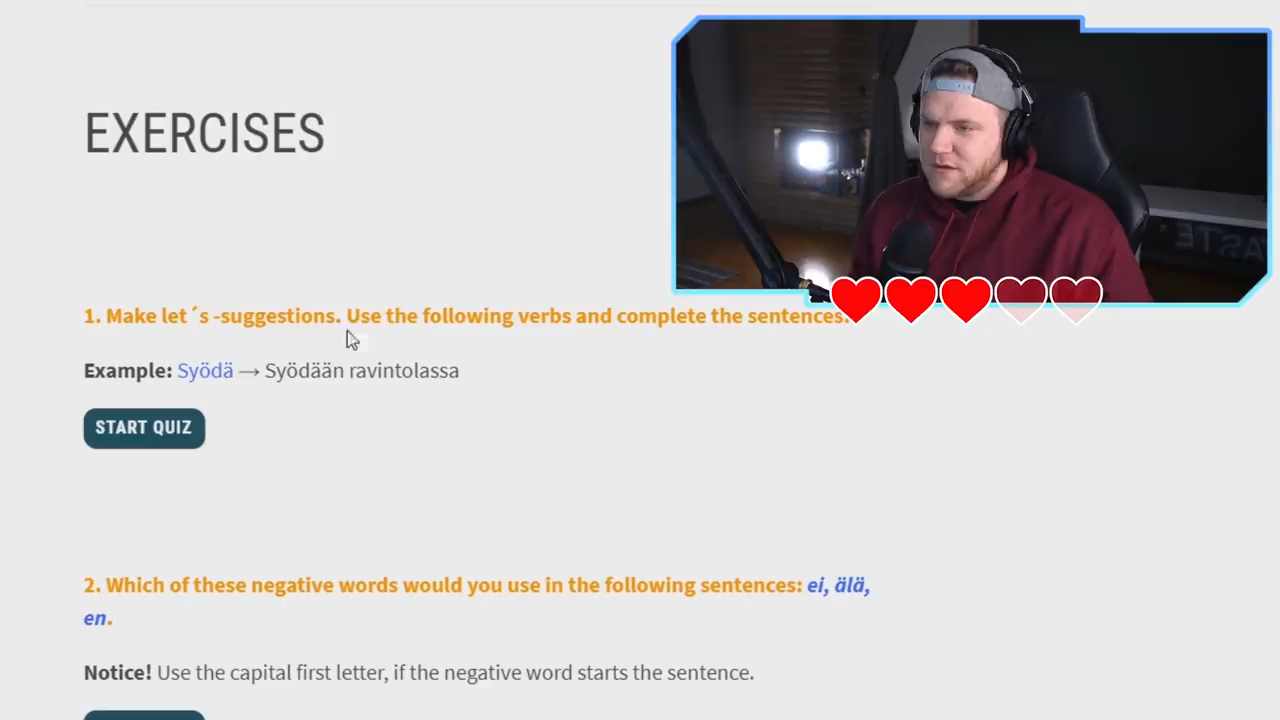 EXERCISES
1. Make let´s -suggestions. Use the following verbs and complete the sentences.
Example: Syödä → Syödään ravintolassa
START QUIZ
2. Which of these negative words would you use in the following sentences: ei, älä,
en.
Notice! Use the capital first letter, if the negative word starts the sentence.